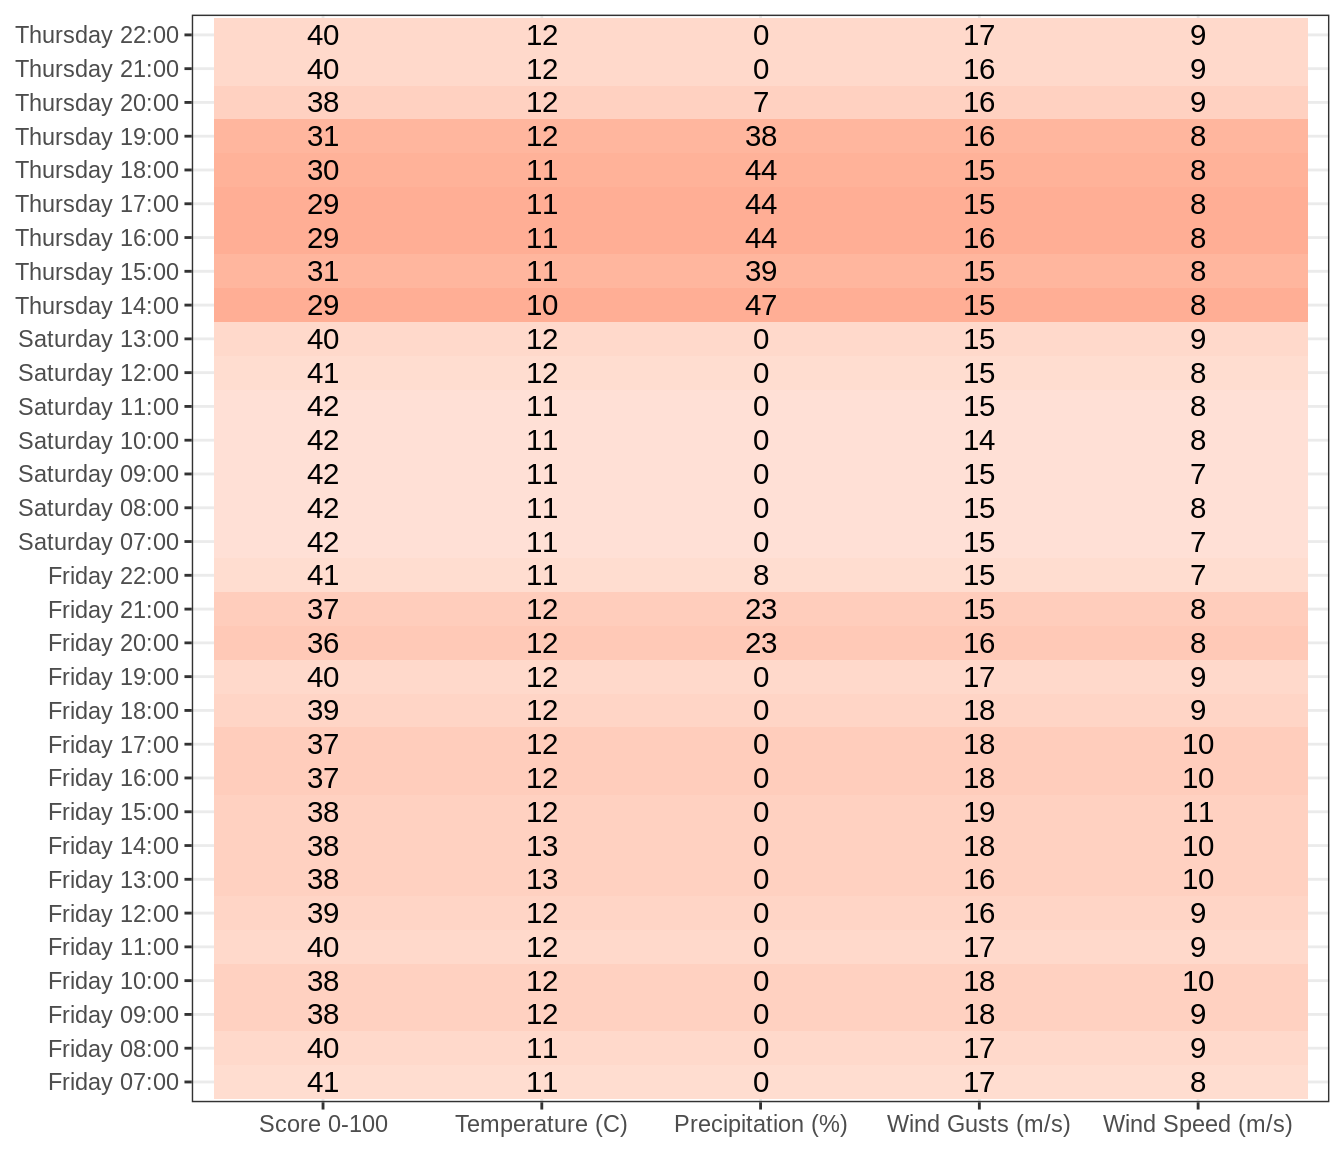 Thursday 22:00 40 12 0 17 9
Thursday 21:00 40 12 0 16 9
Thursday 20:00 38 12 7 16 9
Thursday 19:00 31 12 38 16 8
Thursday 18:00 30 11 44 15 8
Thursday 17:00 29 11 44 15 8
Thursday 16:00 29 11 44 16 8
Thursday 15:00 31 11 39 15 8
Thursday 14:00 29 10 47 15 8
Saturday 13:00 40 12 0 15 9
Saturday 12:00 41 12 0 15 8
Saturday 11:00 42 11 0 15 8
Saturday 10:00 42 11 0 14 8
Saturday 09:00 42 11 0 15 7
Saturday 08:00 42 11 0 15 8
Saturday 07:00 42 11 0 15 7
Friday 22:00 41 11 8 15 7
Friday 21:00 37 12 23 15 8
Friday 20:00 36 12 23 16 8
Friday 19:00 40 12 0 17 9
Friday 18:00 39 12 0 18 9
Friday 17:00 37 12 0 18 10
Friday 16:00 37 12 0 18 10
Friday 15:00 38 12 0 19 11
Friday 14:00 38 13 0 18 10
Friday 13:00 38 13 0 16 10
Friday 12:00 39 12 0 16 9
Friday 11:00 40 12 0 17 9
Friday 10:00 38 12 0 18 10
Friday 09:00 38 12 0 18 9
Friday 08:00 40 11 0 17 9
Friday 07:00 41 11 0 17 8
Score 0-100 Temperature (C) Precipitation (%) Wind Gusts (m/s) Wind Speed (m/s)